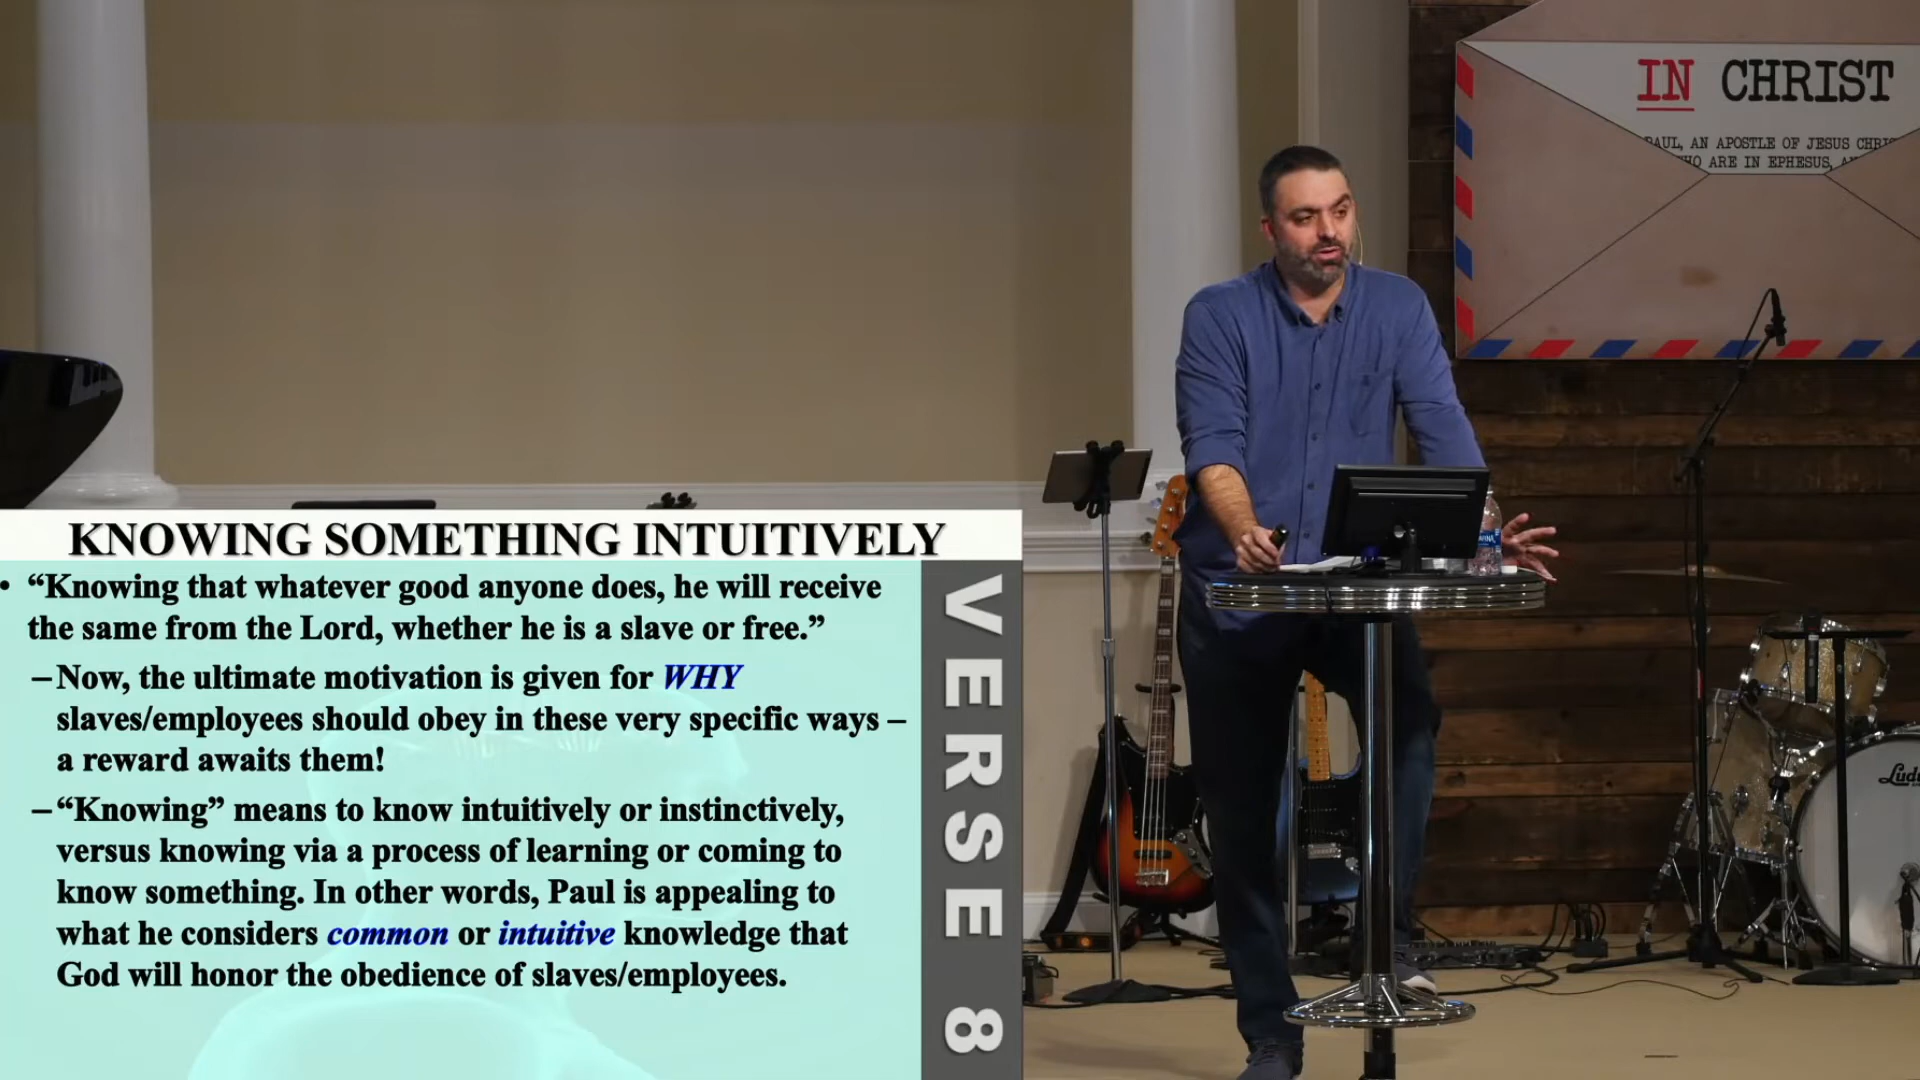 IN CHRIST
PAUL, AN APOSTLE OF JESUS
ARE IN EPHESUS,
KNOWING SOMETHING INTUITIVELY
• “Knowing that whatever good anyone does, he will receive
the same from the Lord, whether he is a slave or free.”
–Now, the ultimate motivation is given for WHY
slaves/employees should obey in these very specific ways –
a reward awaits them!
–“Knowing” means to know intuitively or instinctively,
versus knowing via a process of learning or coming to
know something. In other words, Paul is appealing to
what he considers common or intuitive knowledge that
God will honor the obedience of slaves/employees.
VERSE 8